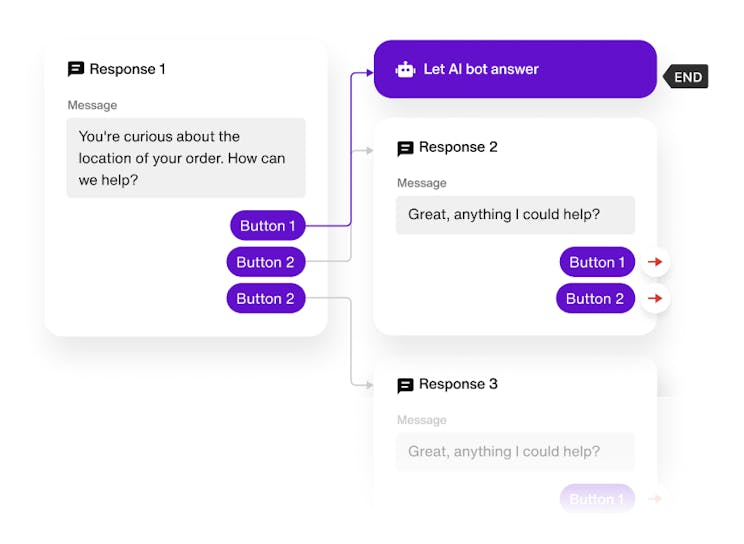 Response 1
Message
You're curious about the
location of your order. How can
we help?
Button 1
Button 2
Button 2
Let AI bot answer
END
Response 2
Message
Great, anything I could help?
Button 1
Button 2
Response 3
Message
Great, anything I could help?
Button 1